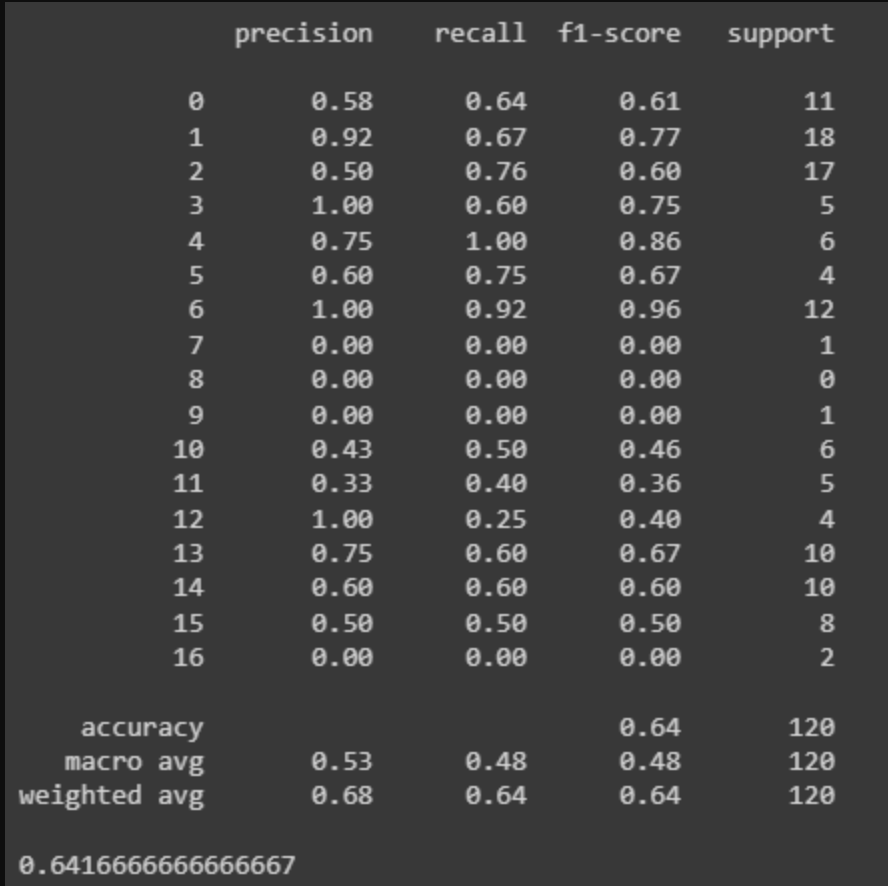 precision recall f1-score support
0 0.58 0.64 0.61 11
1 0.92 0.67 0.77 18
2 0.50 0.76 0.60 17
3 1.00 0.60 0.75 5
4 0.75 1.00 0.86 6
5 0.60 0.75 0.67 4
6 1.00 0.92 0.96 12
7 0.00 0.00 0.00 1
8 0.00 0.00 0.00 0
9 0.00 0.00 0.00 1
10 0.43 0.50 0.46 6
11 0.33 0.40 0.36 5
12 1.00 0.25 0.40 4
13 0.75 0.60 0.67 10
14 0.60 0.60 0.60 10
15 0.50 0.50 0.50 8
16 0.00 0.00 0.00 2
accuracy 0.64 120
macro avg 0.53 0.48 0.48 120
weighted avg 0.68 0.64 0.64 120
0.6416666666666667